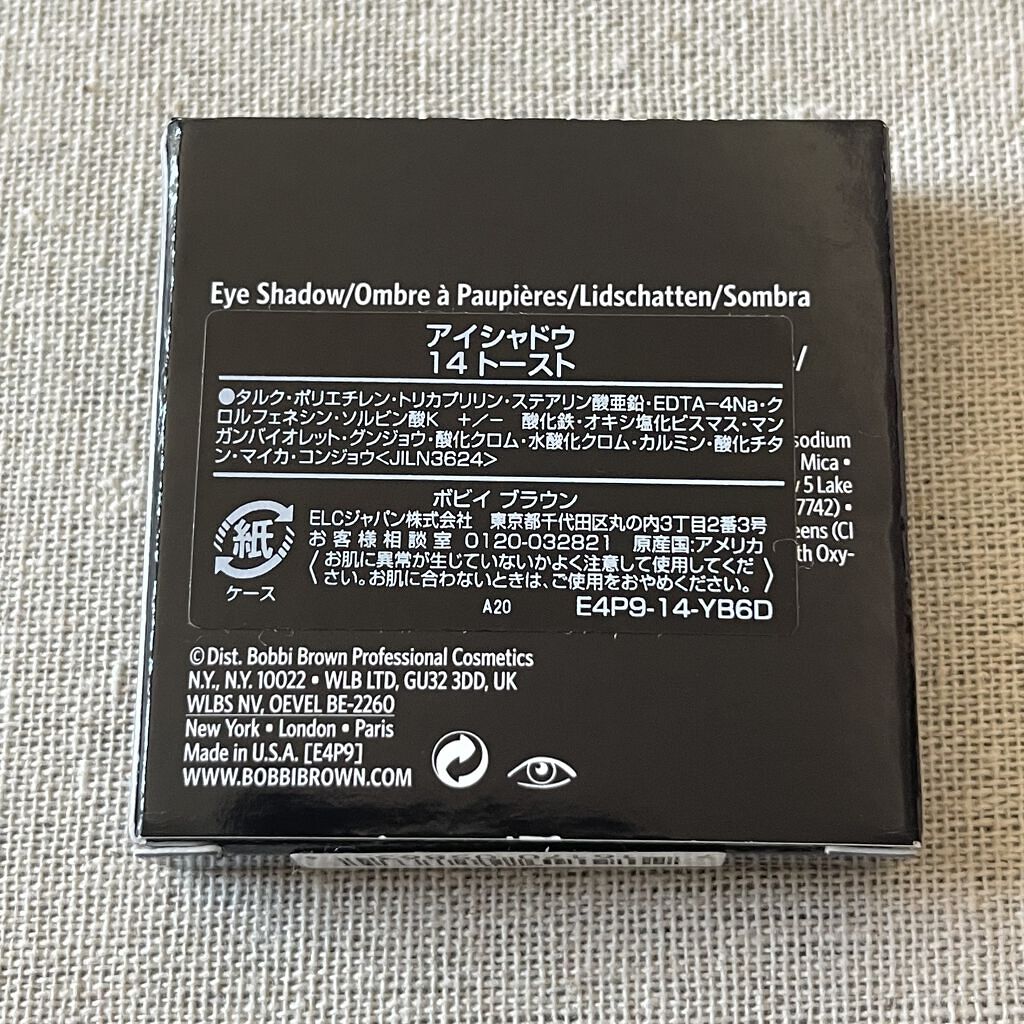 Eye Shadow/Ombre à Paupières/Lidschatten/Sombra
/
アイシャドウ
14 トースト
●タルク・ポリエチレン・トリカプリリン・ステアリン酸亜鉛・EDTA-4Na・ク
ロルフェネシン・ソルビン酸K +/- 酸化鉄・オキシ塩化ビスマス・マン
ガンバイオレット・グンジョウ・酸化クロム・水酸化クロム・カルミン・酸化チタ
ン・マイカ・コンジョウ<JILN3624>
sodium
Mica •
5 Lake
7742) •
eens (CI
th Oxy-
ボビイ ブラウン
ELCジャパン株式会社 東京都千代田区丸の内3丁目2番3号
お客様相談室 0120-032821 原産国:アメリカ
〈お肌に異常が生じていないかよく注意して使用してくだ
さい。お肌に合わないときは、ご使用をおやめください。〉
紙
ケース
A20 E4P9-14-YB6D
©Dist. Bobbi Brown Professional Cosmetics
N.Y., N.Y. 10022 • WLB LTD, GU32 3DD, UK
WLBS NV, OEVEL BE-2260
New York • London • Paris
Made in U.S.A. [E4P9]
WWW.BOBBIBROWN.COM